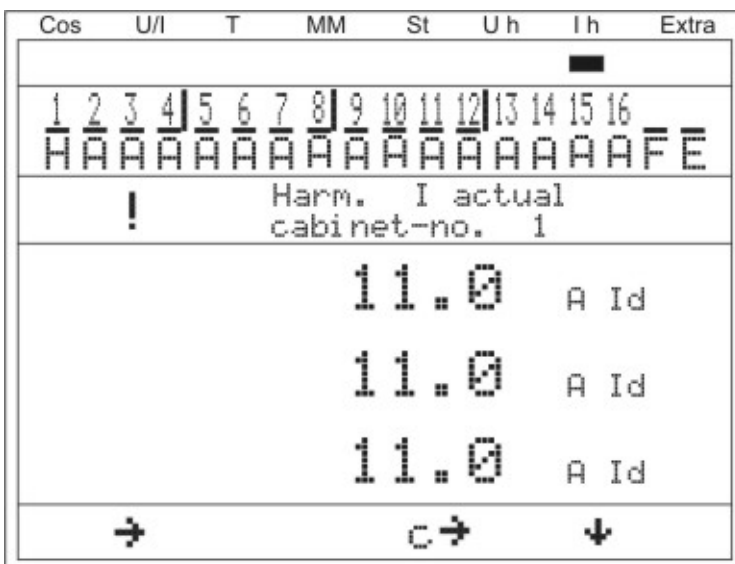 Cos U/I T MM St U h I h Extra
1 2 3 4 5 6 7 8 9 10 11 12 13 14 15 16
H A A A A A A A A A A A A A A A F E
! Harm. I actual
cabinet-no. 1
11.0 A Id
11.0 A Id
11.0 A Id
→ c→ ↓